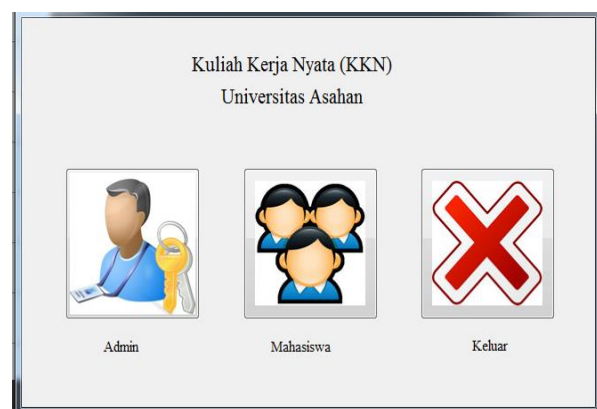 Kuliah Kerja Nyata (KKN)
Universitas Asahan
Admin
Mahasiswa
Keluar